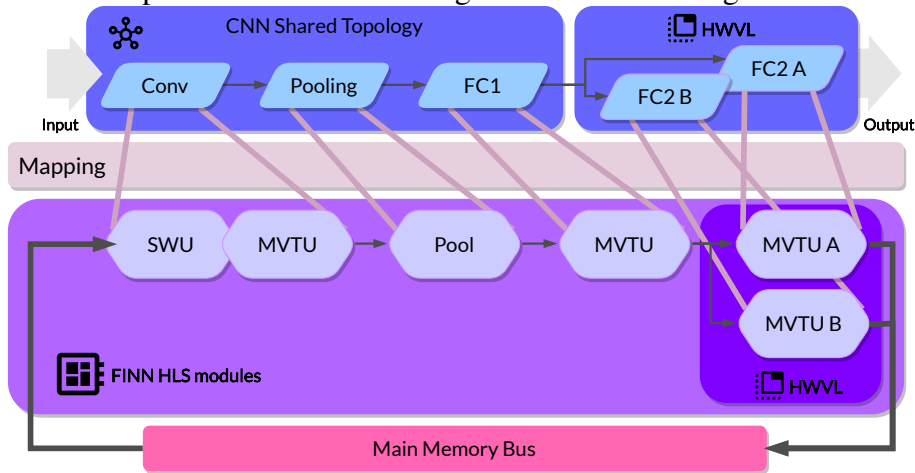 CNN Shared Topology
HWVL
Conv
Pooling
FC1
FC2 B
FC2 A
Input
Output
Mapping
SWU
MVTU
Pool
MVTU
MVTU A
MVTU B
FINN HLS modules
HWVL
Main Memory Bus